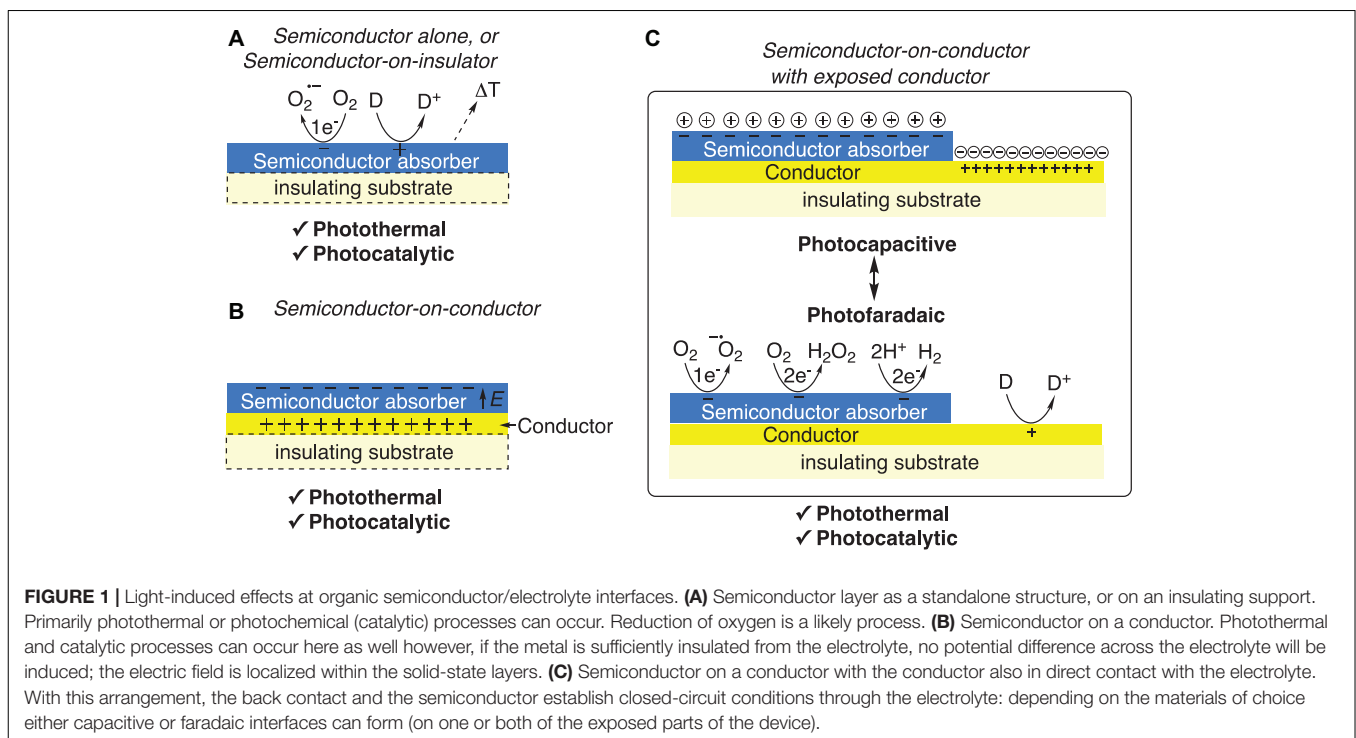 A
Semiconductor alone, or
Semiconductor-on-insulator
O₂•− O₂ D D⁺ ΔT
1e⁻
− +
Semiconductor absorber
insulating substrate
✓ Photothermal
✓ Photocatalytic
B Semiconductor-on-conductor
− − − − − − − − − −
Semiconductor absorber E
+ + + + + + + + + + + + Conductor
insulating substrate
✓ Photothermal
✓ Photocatalytic
C
Semiconductor-on-conductor
with exposed conductor
⊕ ⊕ ⊕ ⊕ ⊕ ⊕ ⊕ ⊕ ⊕ ⊕ ⊕
− − − − − − − − − − −
Semiconductor absorber ⊖⊖⊖⊖⊖⊖⊖⊖⊖⊖⊖⊖
Conductor ++++++++++++
insulating substrate
Photocapacitive
Photofaradaic
O₂ −•O₂ O₂ H₂O₂ 2H⁺ H₂
1e⁻ 2e⁻ 2e⁻ D D⁺
− − −
Semiconductor absorber
Conductor +
insulating substrate
✓ Photothermal
✓ Photocatalytic
FIGURE 1 | Light-induced effects at organic semiconductor/electrolyte interfaces. (A) Semiconductor layer as a standalone structure, or on an insulating support.
Primarily photothermal or photochemical (catalytic) processes can occur. Reduction of oxygen is a likely process. (B) Semiconductor on a conductor. Photothermal
and catalytic processes can occur here as well however, if the metal is sufficiently insulated from the electrolyte, no potential difference across the electrolyte will be
induced; the electric field is localized within the solid-state layers. (C) Semiconductor on a conductor with the conductor also in direct contact with the electrolyte.
With this arrangement, the back contact and the semiconductor establish closed-circuit conditions through the electrolyte: depending on the materials of choice
either capacitive or faradaic interfaces can form (on one or both of the exposed parts of the device).